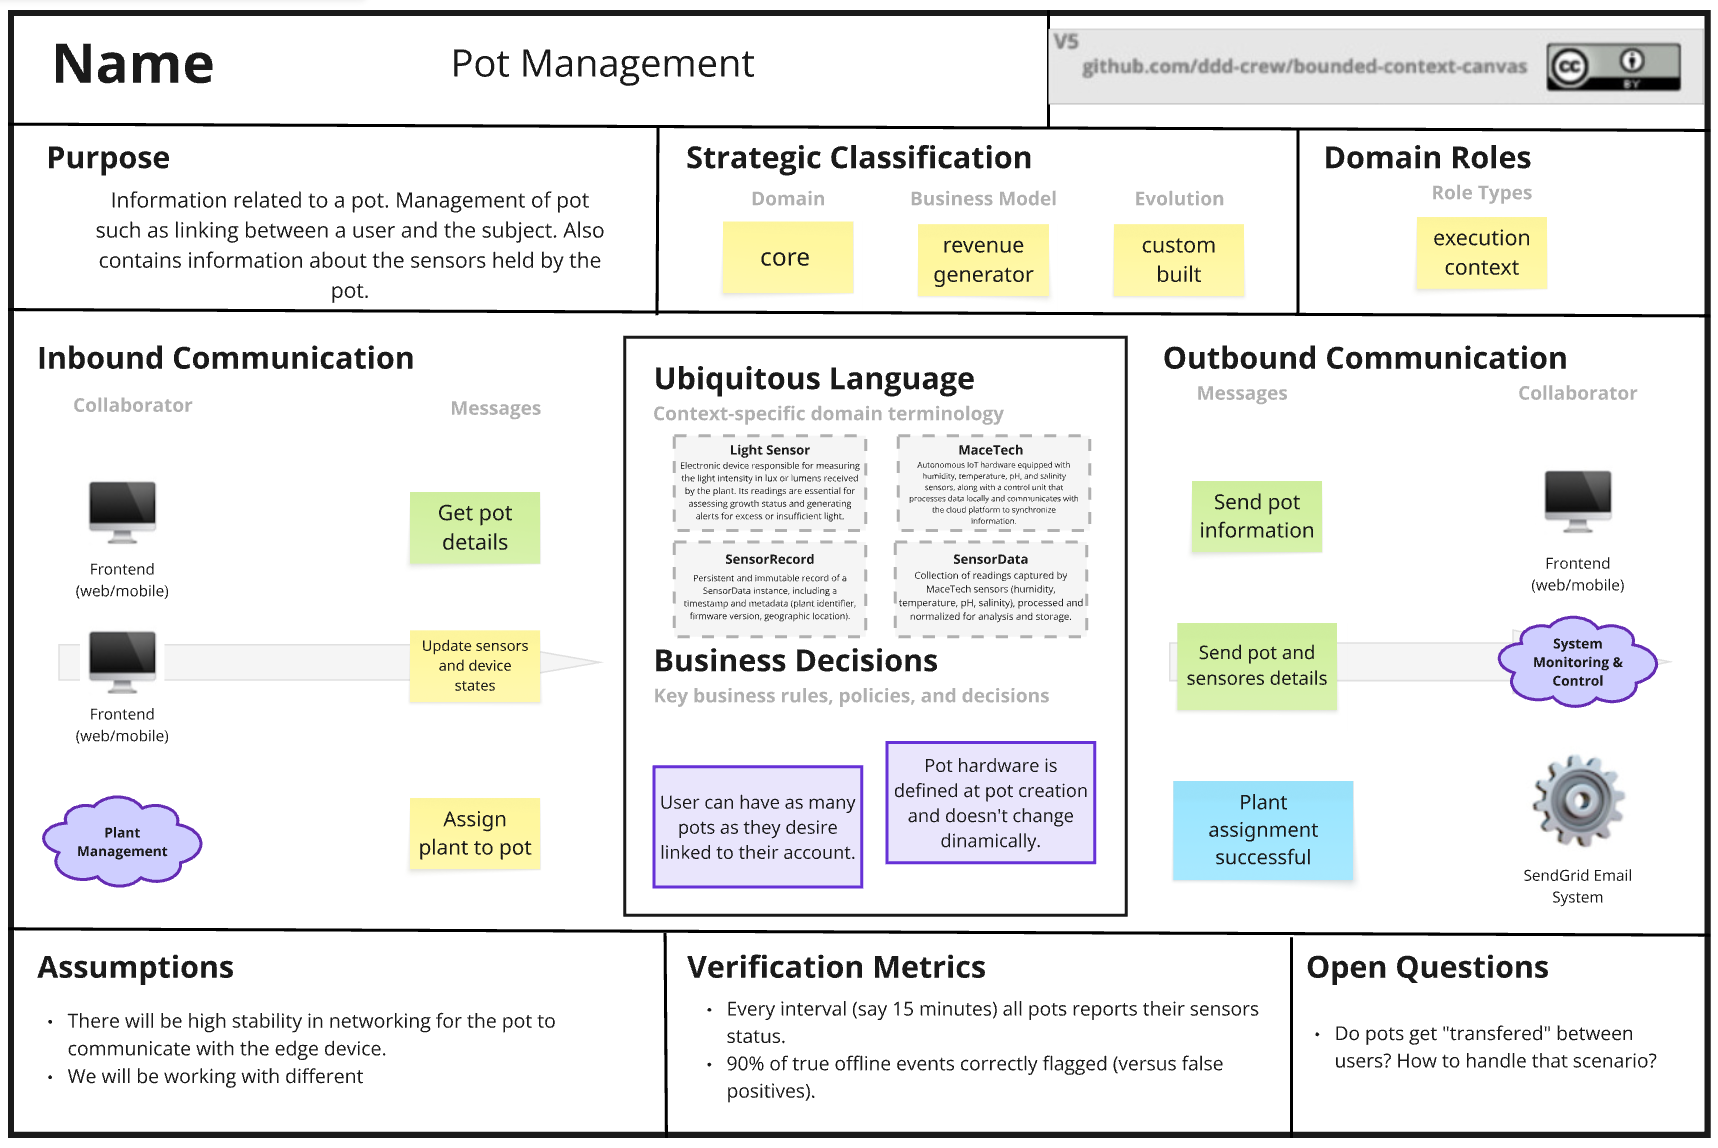 Name
Pot Management
V5
github.com/ddd-crew/bounded-context-canvas
cc
BY
Purpose
Information related to a pot. Management of pot
such as linking between a user and the subject. Also
contains information about the sensors held by the
pot.
Strategic Classification
Domain
Business Model
Evolution
core
revenue
generator
custom
built
Domain Roles
Role Types
execution
context
Inbound Communication
Collaborator
Messages
Frontend
(web/mobile)
Get pot
details
Frontend
(web/mobile)
Update sensors
and device
states
Plant
Management
Assign
plant to pot
Ubiquitous Language
Context-specific domain terminology
Light Sensor
Electronic device responsible for measuring
the light intensity in lux or lumens received
by the plant. Its readings are essential for
assessing growth status and generating
alerts for excess or insufficient light.
MaceTech
Autonomous IoT hardware equipped with
humidity, temperature, pH, and salinity
sensors, along with a control unit that
processes data locally and communicates with
the cloud platform to synchronize
information.
SensorRecord
Persistent and immutable record of a
SensorData instance, including a
timestamp and metadata (plant identifier,
firmware version, geographic location).
SensorData
Collection of readings captured by
MaceTech sensors (humidity,
temperature, pH, salinity), processed and
normalized for analysis and storage.
Business Decisions
Key business rules, policies, and decisions
User can have as many
pots as they desire
linked to their account.
Pot hardware is
defined at pot creation
and doesn't change
dinamically.
Outbound Communication
Messages
Collaborator
Send pot
information
Frontend
(web/mobile)
Send pot and
sensores details
System
Monitoring &
Control
Plant
assignment
successful
SendGrid Email
System
Assumptions
• There will be high stability in networking for the pot to
communicate with the edge device.
• We will be working with different
Verification Metrics
• Every interval (say 15 minutes) all pots reports their sensors
status.
• 90% of true offline events correctly flagged (versus false
positives).
Open Questions
• Do pots get "transfered" between
users? How to handle that scenario?